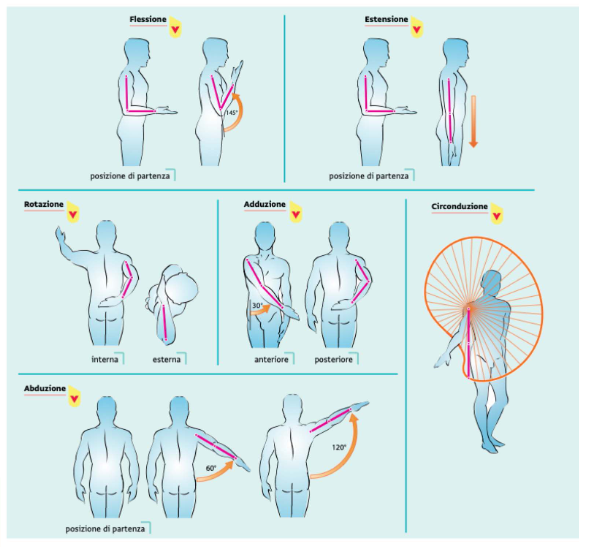 Flessione
145°
posizione di partenza
Estensione
posizione di partenza
Rotazione
interna
esterna
Adduzione
30°
anteriore
posteriore
Circonduzione
Abduzione
60°
120°
posizione di partenza